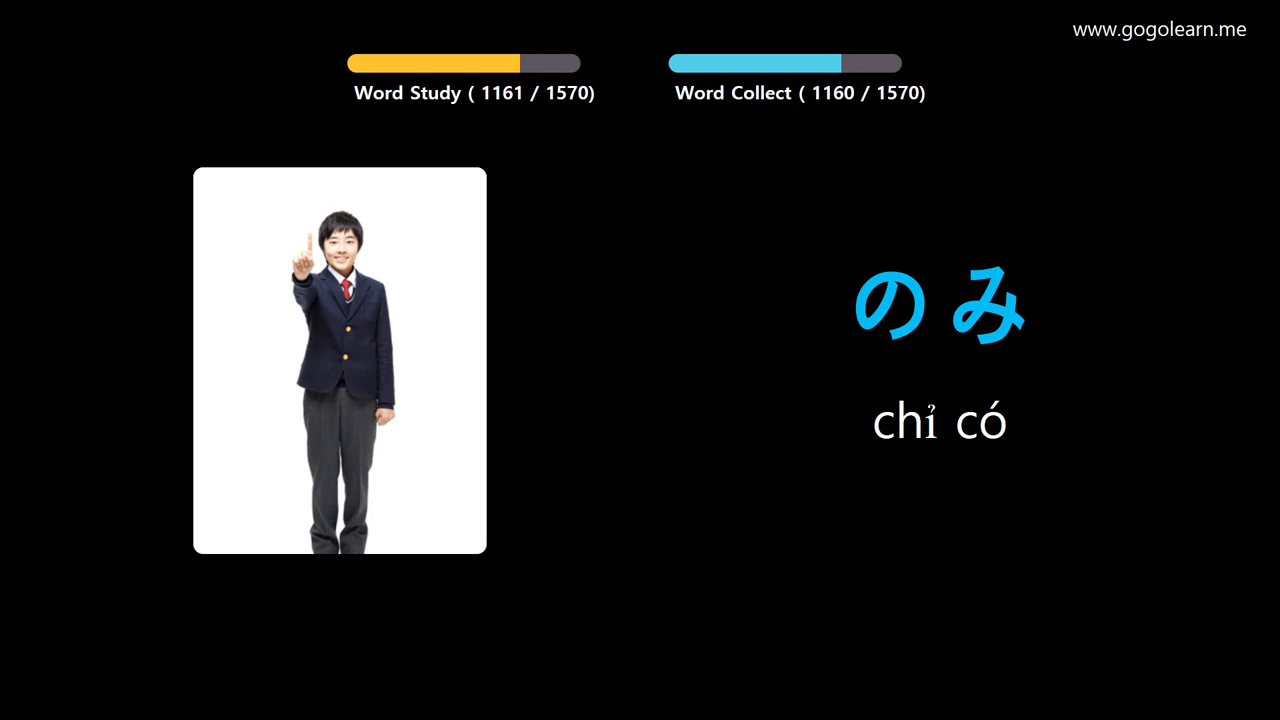 www.gogolearn.me
Word Study ( 1161 / 1570)
Word Collect ( 1160 / 1570)
のみ
chỉ có